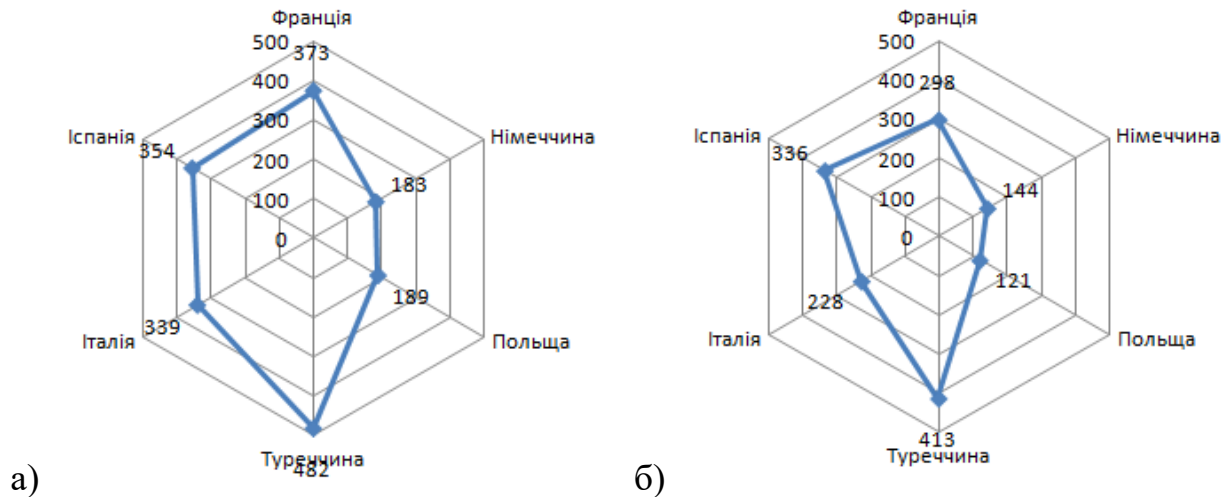 Франція
500
373
400
300
200
100
0
Іспанія
354
Німеччина
183
189
339
Італія
Польща
Туреччина
482
а)
Франція
500
400
298
300
200
100
0
Іспанія
336
Німеччина
144
121
228
Італія
Польща
413
Туреччина
б)